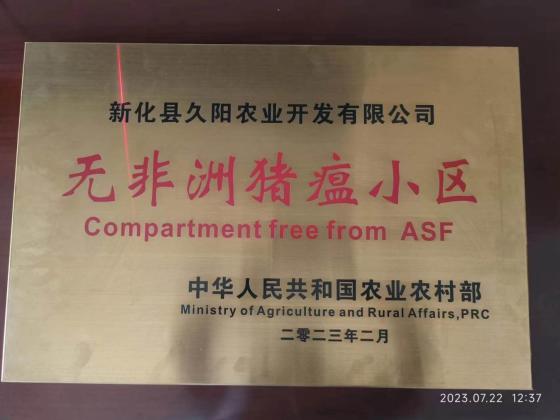 新化县久阳农业开发有限公司
无非洲猪瘟小区
Compartment free from ASF
中华人民共和国农业农村部
Ministry of Agriculture and Rural Affairs,PRC
二零二三年二月
2023.07.22 12:37